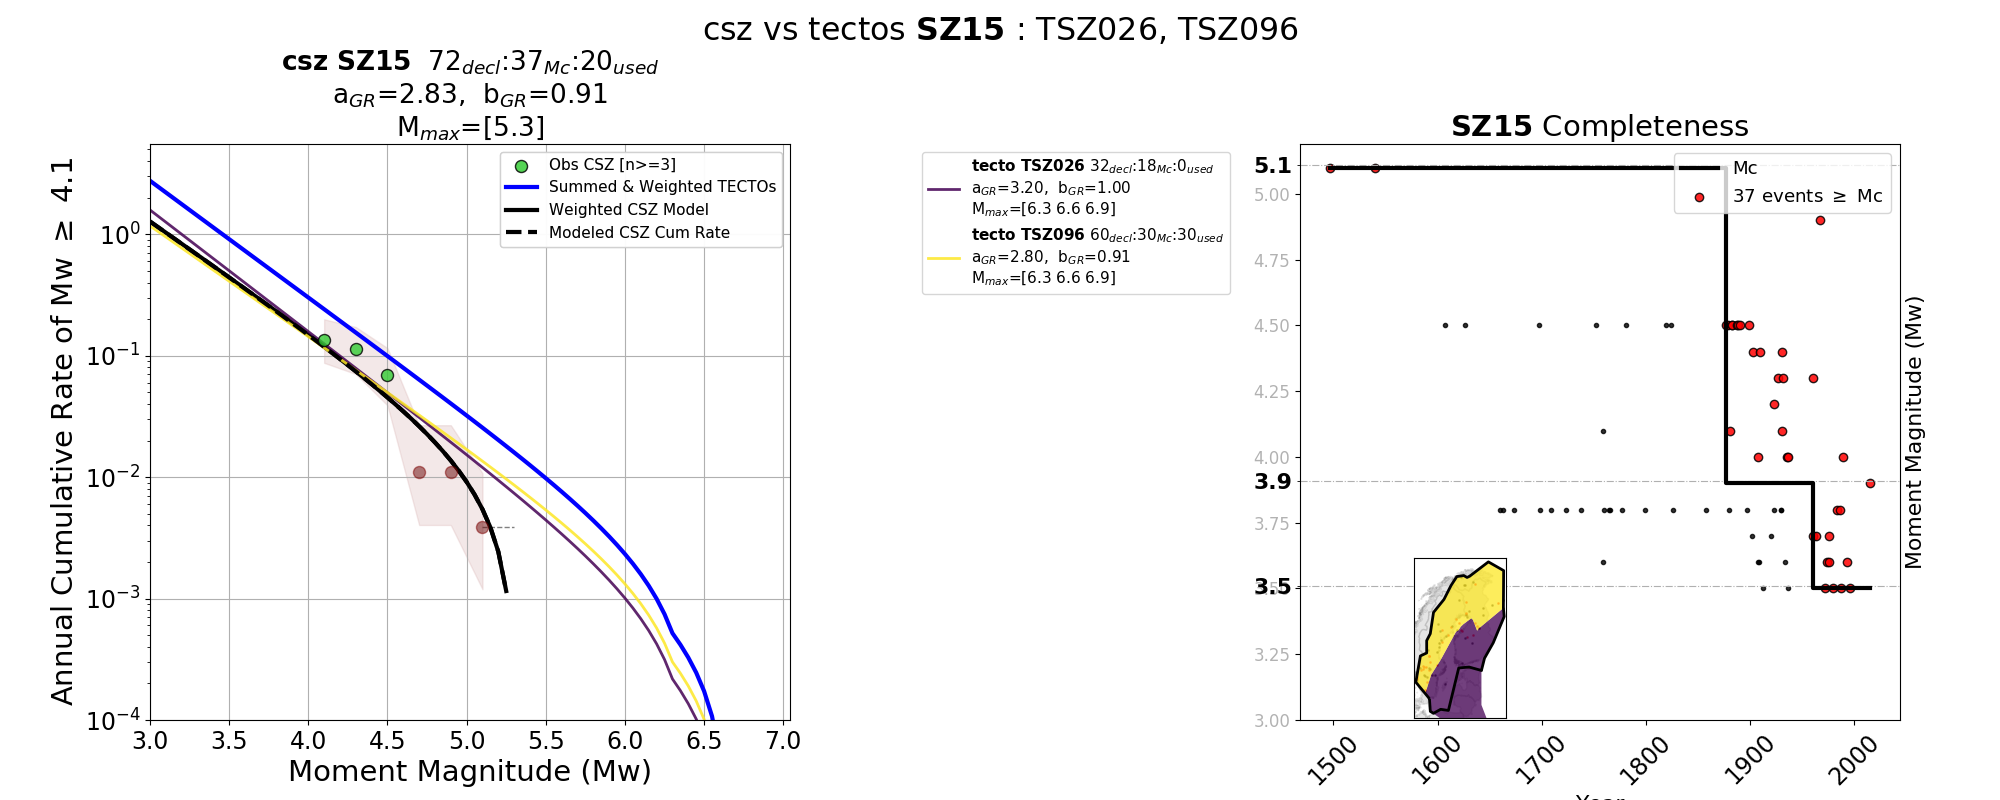 csz vs tectos SZ15 : TSZ026, TSZ096
csz SZ15 72decl:37Mc:20used
aGR=2.83, bGR=0.91
Mmax=[5.3]
Annual Cumulative Rate of Mw ≥ 4.1
10^0
10^−1
10^−2
10^−3
10^−4
3.0 3.5 4.0 4.5 5.0 5.5 6.0 6.5 7.0
Moment Magnitude (Mw)
Obs CSZ [n>=3]
Summed & Weighted TECTOs
Weighted CSZ Model
Modeled CSZ Cum Rate
tecto TSZ026 32decl:18Mc:0used
aGR=3.20, bGR=1.00
Mmax=[6.3 6.6 6.9]
tecto TSZ096 60decl:30Mc:30used
aGR=2.80, bGR=0.91
Mmax=[6.3 6.6 6.9]
SZ15 Completeness
5.1
5.00
4.75
4.50
4.25
4.00
3.9
3.75
3.5
3.25
3.00
Mc
37 events ≥ Mc
Moment Magnitude (Mw)
1500 1600 1700 1800 1900 2000